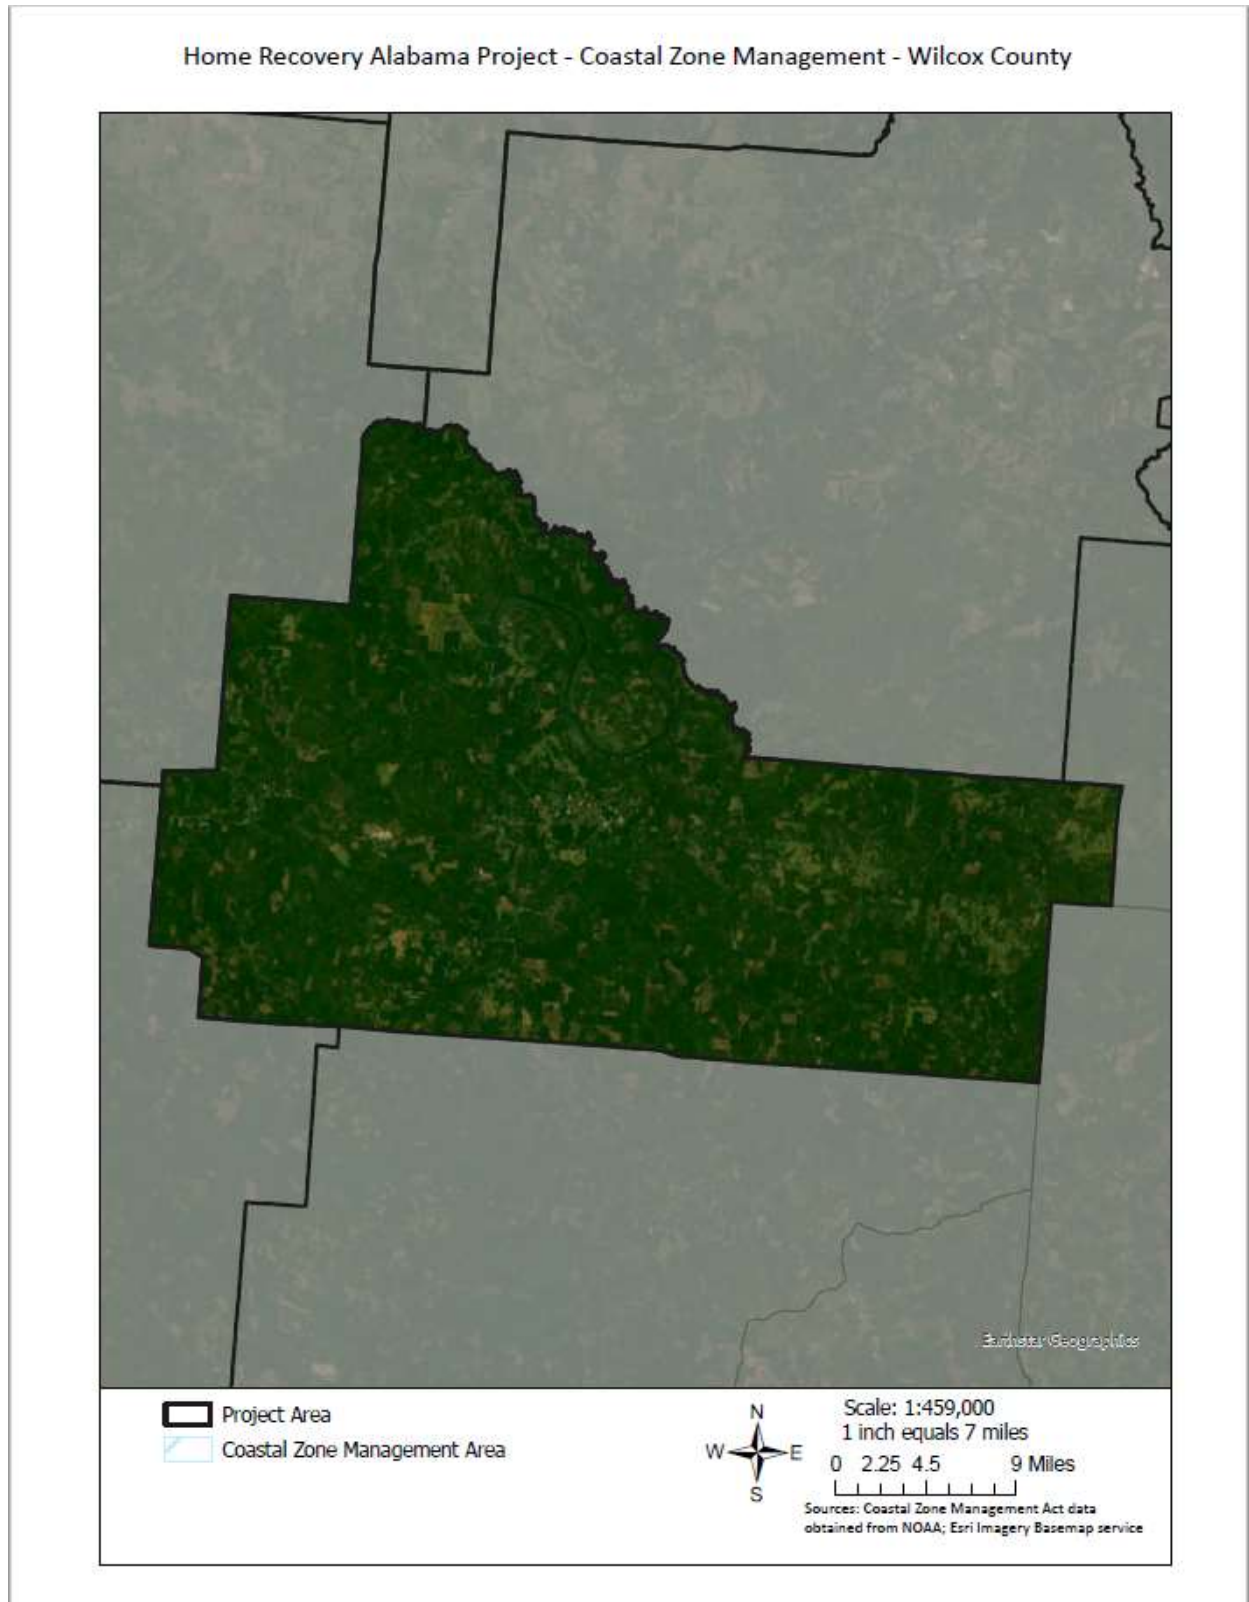 Home Recovery Alabama Project - Coastal Zone Management - Wilcox County
Earthstar Geographics
Project Area
Coastal Zone Management Area
N
W E
S
Scale: 1:459,000
1 inch equals 7 miles
0 2.25 4.5 9 Miles
Sources: Coastal Zone Management Act data
obtained from NOAA; Esri Imagery Basemap service